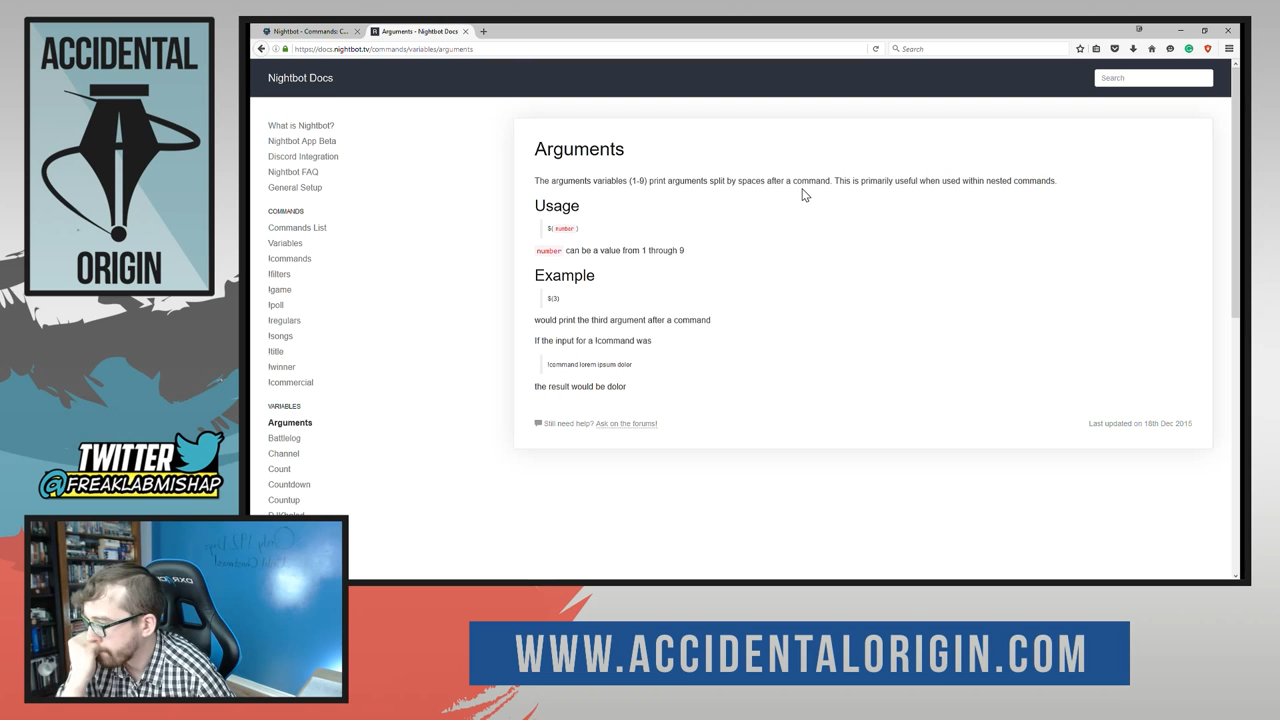 ACCIDENTAL
ORIGIN
TWITTER
@FREAKLABMISHAP
Nightbot - Commands: C...
Arguments - Nightbot Docs
https://docs.nightbot.tv/commands/variables/arguments
Search
Nightbot Docs
Search
What is Nightbot?
Nightbot App Beta
Discord Integration
Nightbot FAQ
General Setup
COMMANDS
Commands List
Variables
!commands
!filters
!game
!poll
!regulars
!songs
!title
!winner
!commercial
VARIABLES
Arguments
Battlelog
Channel
Count
Countdown
Countup
Arguments
The arguments variables (1-9) print arguments split by spaces after a command. This is primarily useful when used within nested commands.
Usage
$(number)
number can be a value from 1 through 9
Example
$(3)
would print the third argument after a command
If the input for a !command was
!command lorem ipsum dolor
the result would be dolor
Still need help? Ask on the forums!
Last updated on 18th Dec 2015
DXRACER
WWW.ACCIDENTALORIGIN.COM